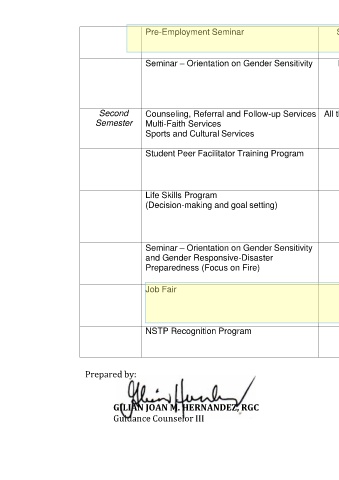 Pre-Employment Seminar
Seminar – Orientation on Gender Sensitivity
Second
Semester
Counseling, Referral and Follow-up Services
All t
Multi-Faith Services
Sports and Cultural Services
Student Peer Facilitator Training Program
Life Skills Program
(Decision-making and goal setting)
Seminar – Orientation on Gender Sensitivity
and Gender Responsive-Disaster
Preparedness (Focus on Fire)
Job Fair
NSTP Recognition Program
Prepared by:
GILIAN JOAN M. HERNANDEZ, RGC
Guidance Counselor III